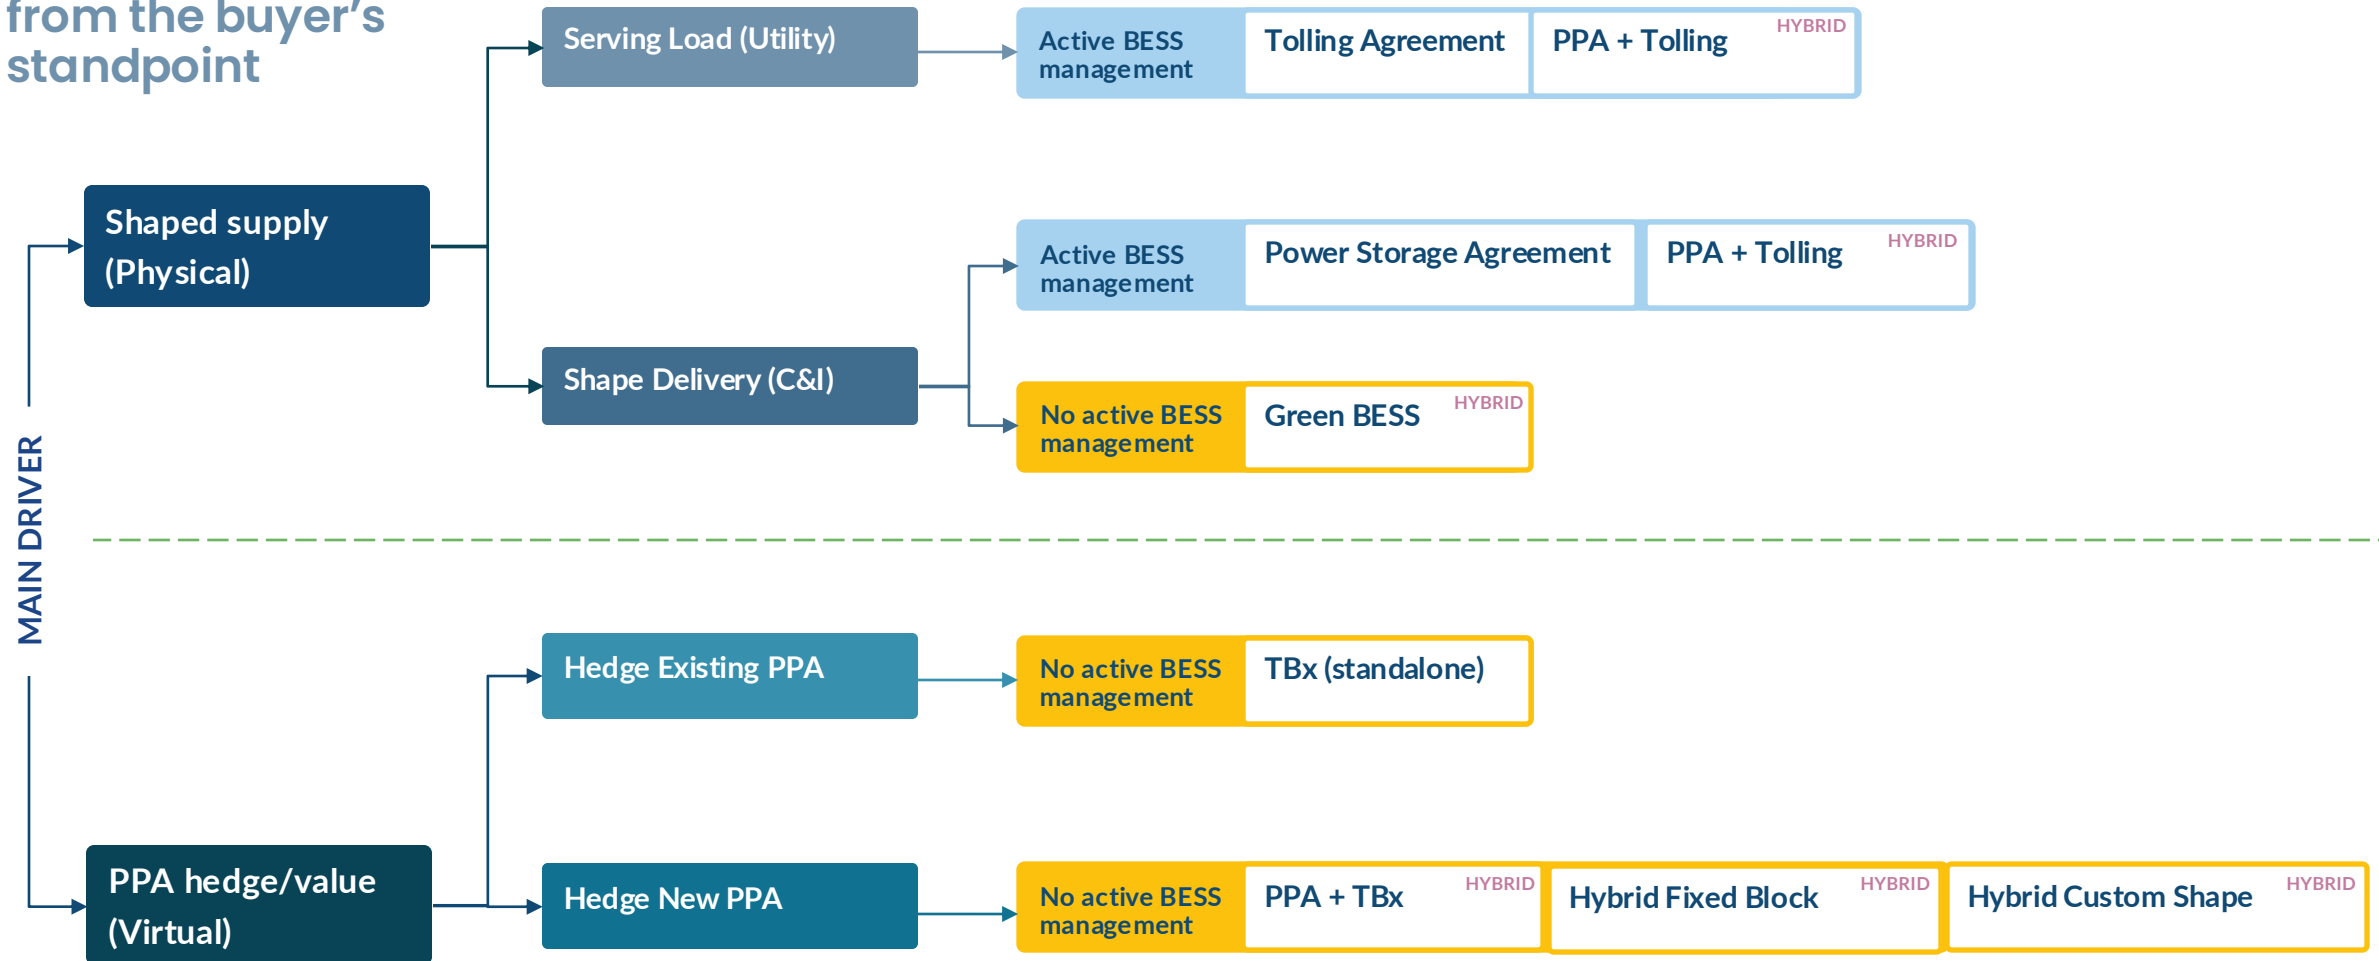 from the buyer's
standpoint
Serving Load (Utility)
Active BESS
management
Tolling Agreement
PPA + Tolling
HYBRID
Shaped supply
(Physical)
Active BESS
management
Power Storage Agreement
PPA + Tolling
HYBRID
Shape Delivery (C&I)
No active BESS
management
Green BESS
HYBRID
MAIN DRIVER
Hedge Existing PPA
No active BESS
management
TBx (standalone)
PPA hedge/value
(Virtual)
Hedge New PPA
No active BESS
management
PPA + TBx
HYBRID
Hybrid Fixed Block
HYBRID
Hybrid Custom Shape
HYBRID